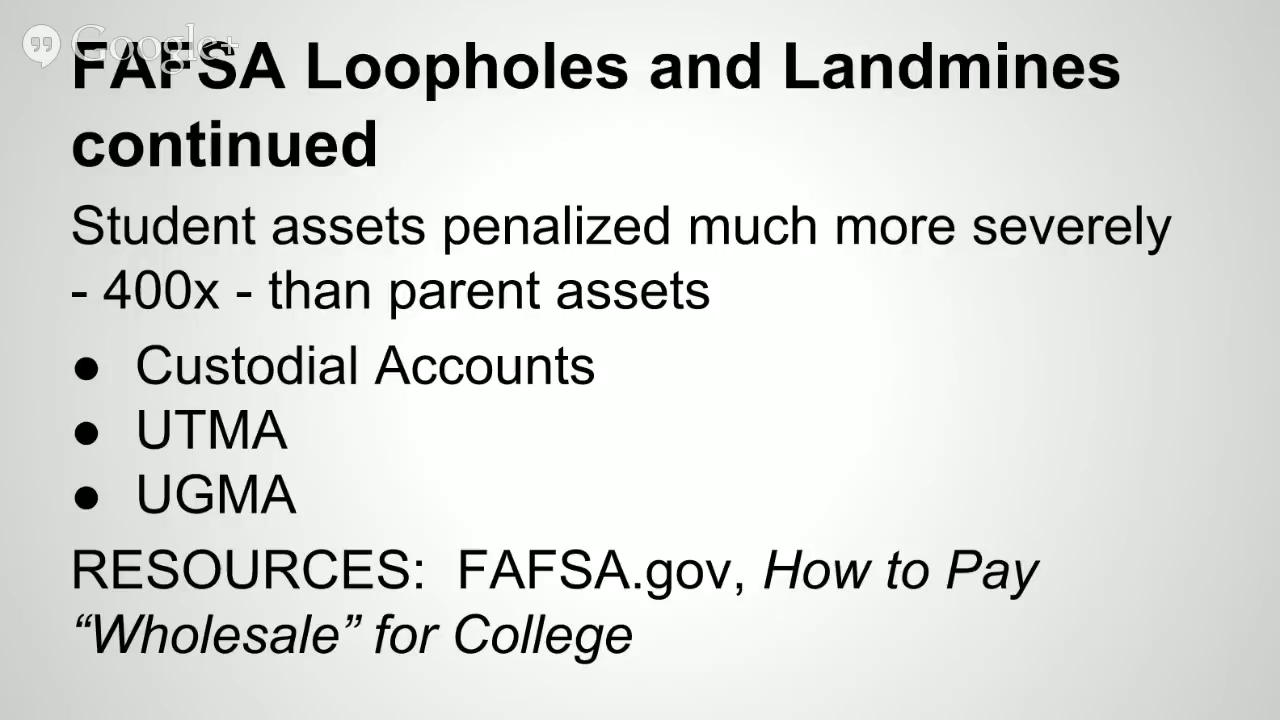 Google+
FAFSA Loopholes and Landmines
continued
Student assets penalized much more severely
- 400x - than parent assets
● Custodial Accounts
● UTMA
● UGMA
RESOURCES: FAFSA.gov, How to Pay
“Wholesale” for College